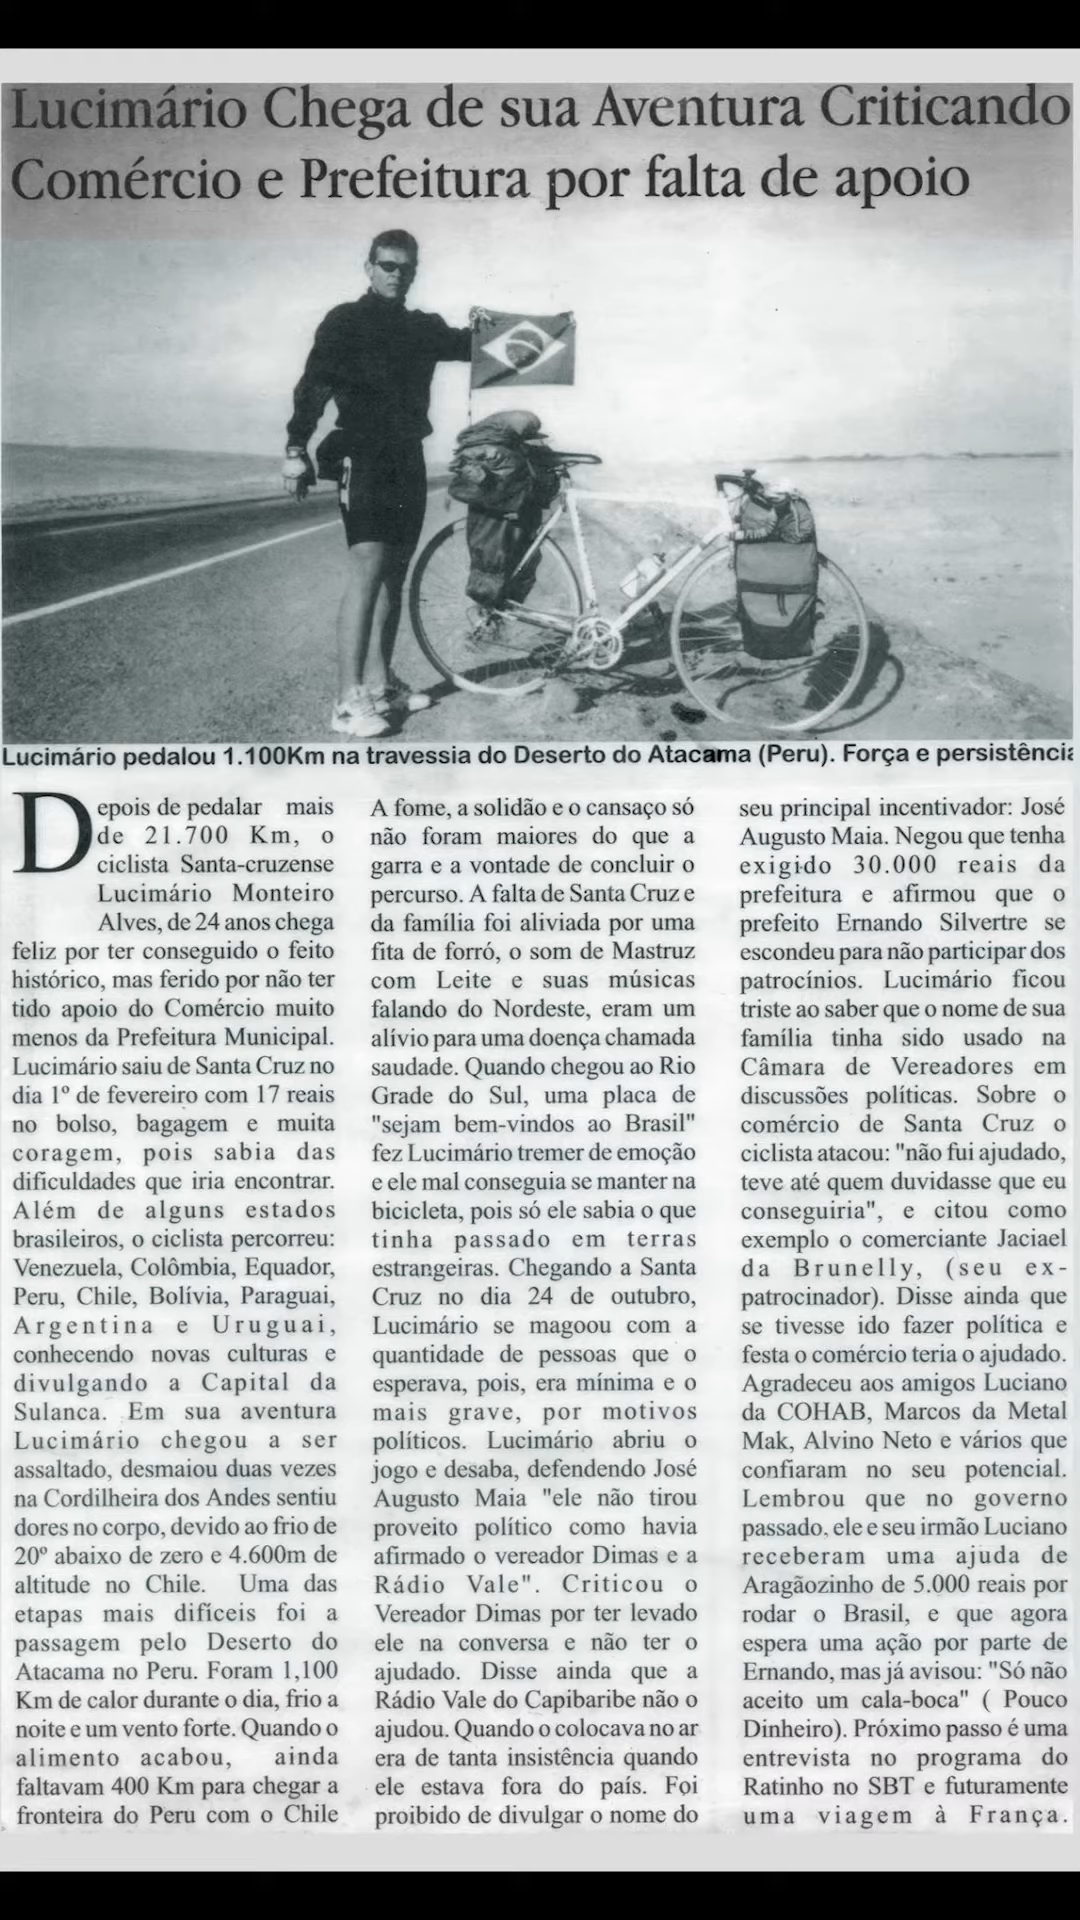 Lucimário Chega de sua Aventura Criticando
Comércio e Prefeitura por falta de apoio
Lucimário pedalou 1.100Km na travessia do Deserto do Atacama (Peru). Força e persistência
Depois de pedalar mais
de 21.700 Km, o
ciclista Santa-cruzense
Lucimário Monteiro
Alves, de 24 anos chega
feliz por ter conseguido o feito
histórico, mas ferido por não ter
tido apoio do Comércio muito
menos da Prefeitura Municipal.
Lucimário saiu de Santa Cruz no
dia 1º de fevereiro com 17 reais
no bolso, bagagem e muita
coragem, pois sabia das
dificuldades que iria encontrar.
Além de alguns estados
brasileiros, o ciclista percorreu:
Venezuela, Colômbia, Equador,
Peru, Chile, Bolívia, Paraguai,
Argentina e Uruguai,
conhecendo novas culturas e
divulgando a Capital da
Sulanca. Em sua aventura
Lucimário chegou a ser
assaltado, desmaiou duas vezes
na Cordilheira dos Andes sentiu
dores no corpo, devido ao frio de
20º abaixo de zero e 4.600m de
altitude no Chile. Uma das
etapas mais difíceis foi a
passagem pelo Deserto do
Atacama no Peru. Foram 1,100
Km de calor durante o dia, frio a
noite e um vento forte. Quando o
alimento acabou, ainda
faltavam 400 Km para chegar a
fronteira do Peru com o Chile
A fome, a solidão e o cansaço só
não foram maiores do que a
garra e a vontade de concluir o
percurso. A falta de Santa Cruz e
da família foi aliviada por uma
fita de forró, o som de Mastruz
com Leite e suas músicas
falando do Nordeste, eram um
alívio para uma doença chamada
saudade. Quando chegou ao Rio
Grade do Sul, uma placa de
"sejam bem-vindos ao Brasil"
fez Lucimário tremer de emoção
e ele mal conseguia se manter na
bicicleta, pois só ele sabia o que
tinha passado em terras
estrangeiras. Chegando a Santa
Cruz no dia 24 de outubro,
Lucimário se magoou com a
quantidade de pessoas que o
esperava, pois, era mínima e o
mais grave, por motivos
políticos. Lucimário abriu o
jogo e desaba, defendendo José
Augusto Maia "ele não tirou
proveito político como havia
afirmado o vereador Dimas e a
Rádio Vale". Criticou o
Vereador Dimas por ter levado
ele na conversa e não ter o
ajudado. Disse ainda que a
Rádio Vale do Capibaribe não o
ajudou. Quando o colocava no ar
era de tanta insistência quando
ele estava fora do país. Foi
proibido de divulgar o nome do
seu principal incentivador: José
Augusto Maia. Negou que tenha
exigido 30.000 reais da
prefeitura e afirmou que o
prefeito Ernando Silvertre se
escondeu para não participar dos
patrocínios. Lucimário ficou
triste ao saber que o nome de sua
família tinha sido usado na
Câmara de Vereadores em
discussões políticas. Sobre o
comércio de Santa Cruz o
ciclista atacou: "não fui ajudado,
teve até quem duvidasse que eu
conseguiria", e citou como
exemplo o comerciante Jaciael
da Brunelly, (seu ex-
patrocinador). Disse ainda que
se tivesse ido fazer política e
festa o comércio teria o ajudado.
Agradeceu aos amigos Luciano
da COHAB, Marcos da Metal
Mak, Alvino Neto e vários que
confiaram no seu potencial.
Lembrou que no governo
passado, ele e seu irmão Luciano
receberam uma ajuda de
Aragãozinho de 5.000 reais por
rodar o Brasil, e que agora
espera uma ação por parte de
Ernando, mas já avisou: "Só não
aceito um cala-boca" ( Pouco
Dinheiro). Próximo passo é uma
entrevista no programa do
Ratinho no SBT e futuramente
uma viagem à França.